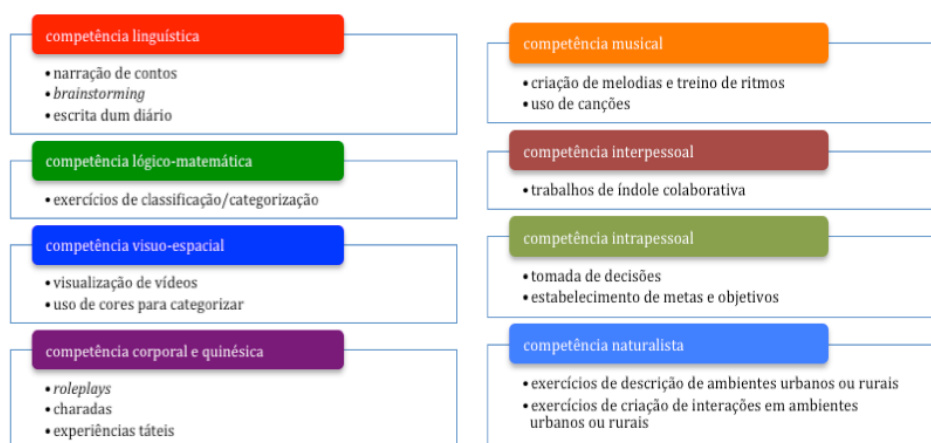 competência linguística
• narração de contos
• brainstorming
• escrita dum diário
competência lógico-matemática
• exercícios de classificação/categorização
competência visuo-espacial
• visualização de vídeos
• uso de cores para categorizar
competência corporal e quinésica
• roleplays
• charadas
• experiências táteis
competência musical
• criação de melodias e treino de ritmos
• uso de canções
competência interpessoal
• trabalhos de índole colaborativa
competência intrapessoal
• tomada de decisões
• estabelecimento de metas e objetivos
competência naturalista
• exercícios de descrição de ambientes urbanos ou rurais
• exercícios de criação de interações em ambientes
urbanos ou rurais